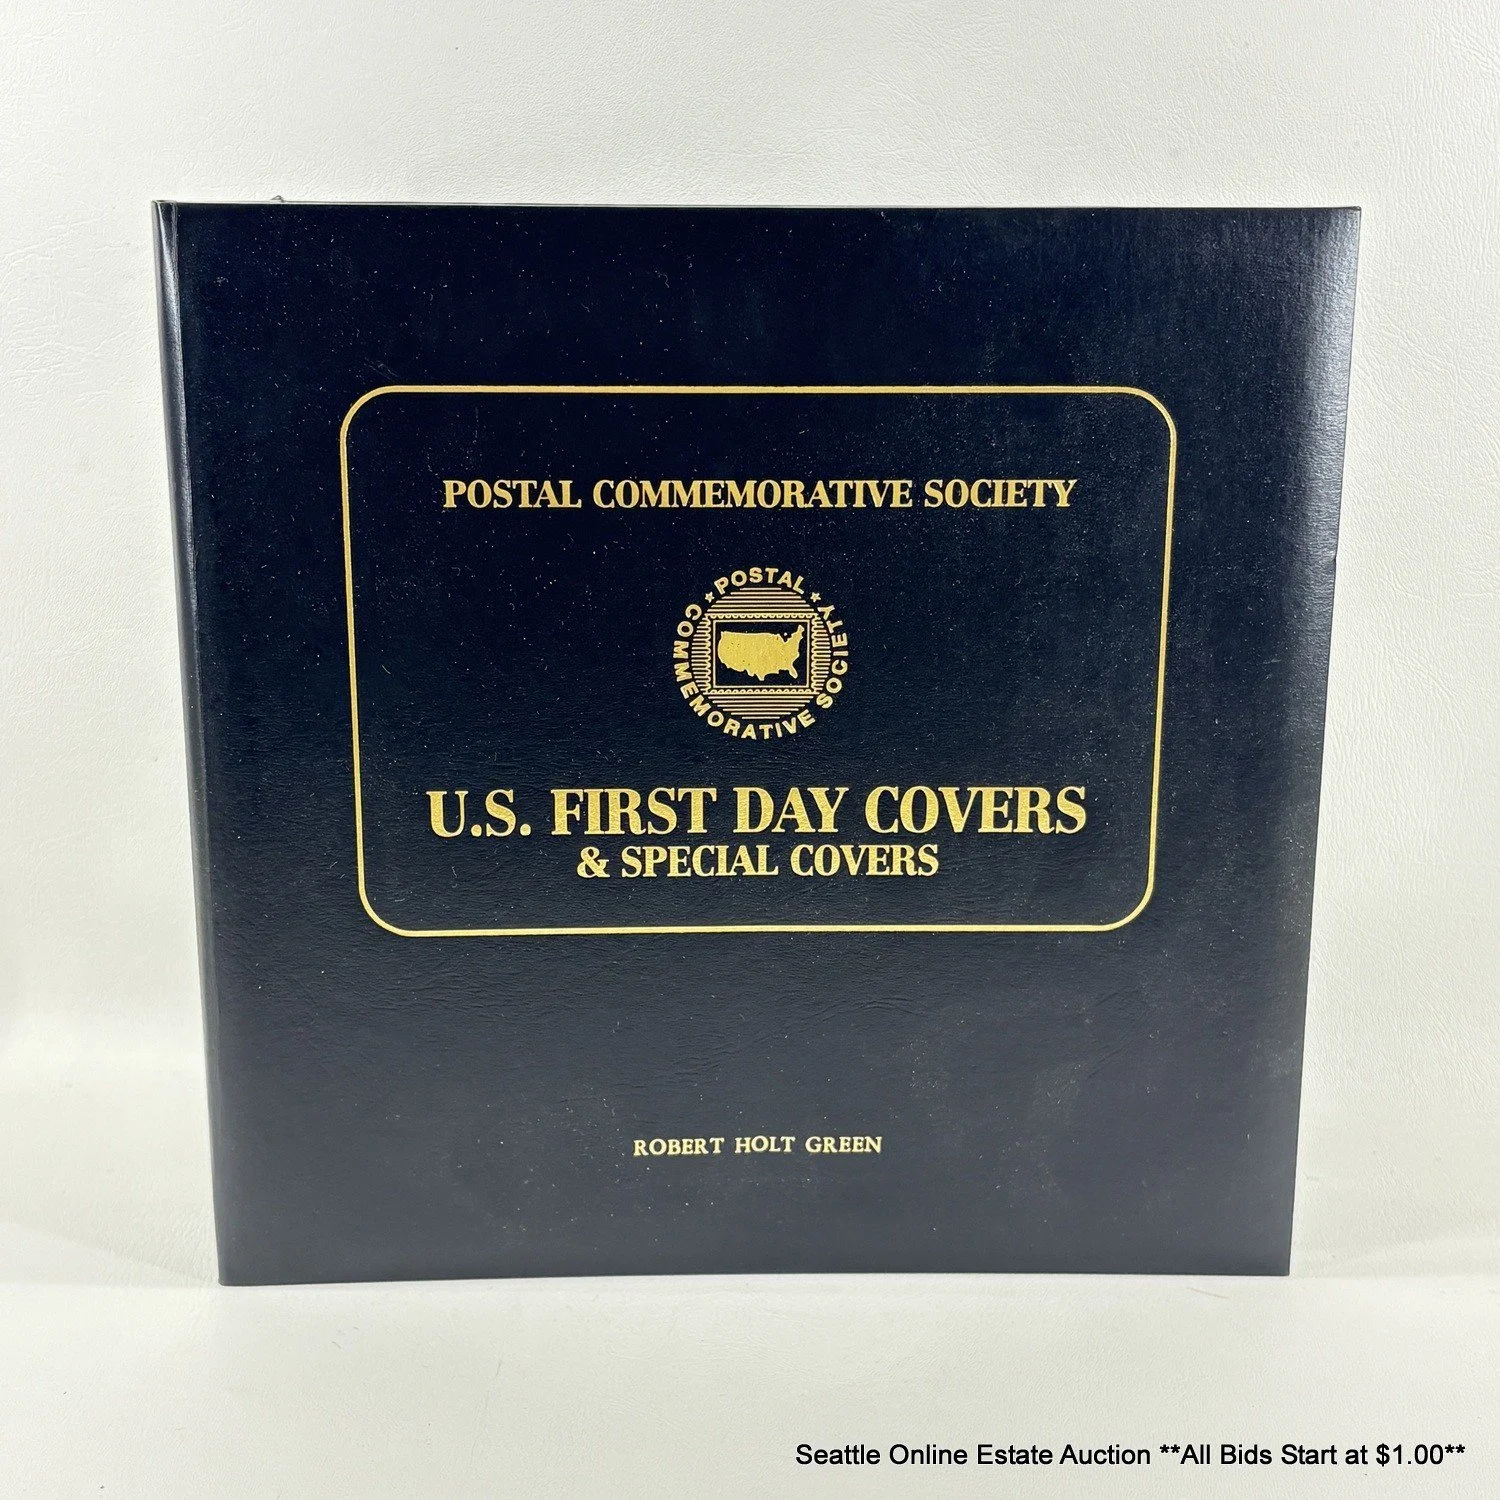 POSTAL COMMEMORATIVE SOCIETY
★ POSTAL ★
COMMEMORATIVE SOCIETY
U.S. FIRST DAY COVERS
& SPECIAL COVERS
ROBERT HOLT GREEN
Seattle Online Estate Auction **All Bids Start at $1.00**